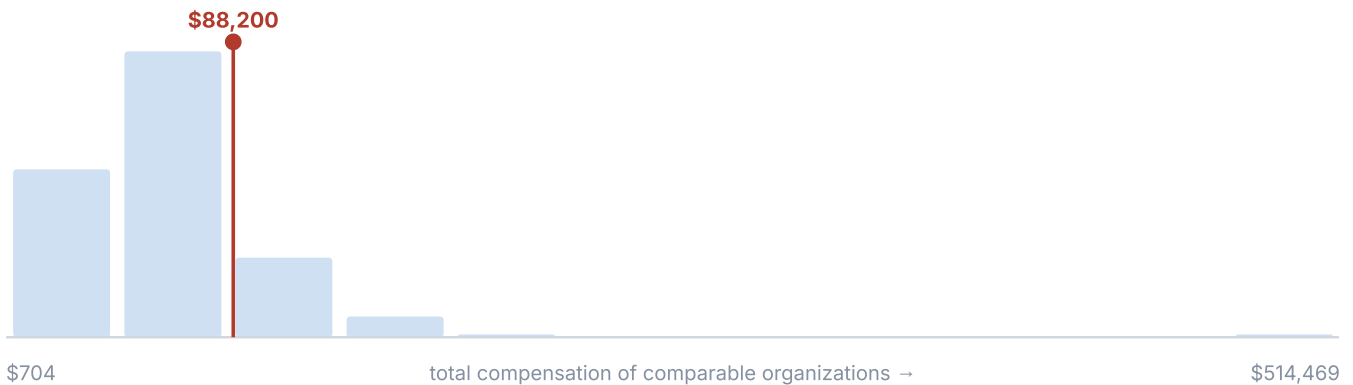 $88,200
$704 total compensation of comparable organizations → $514,469